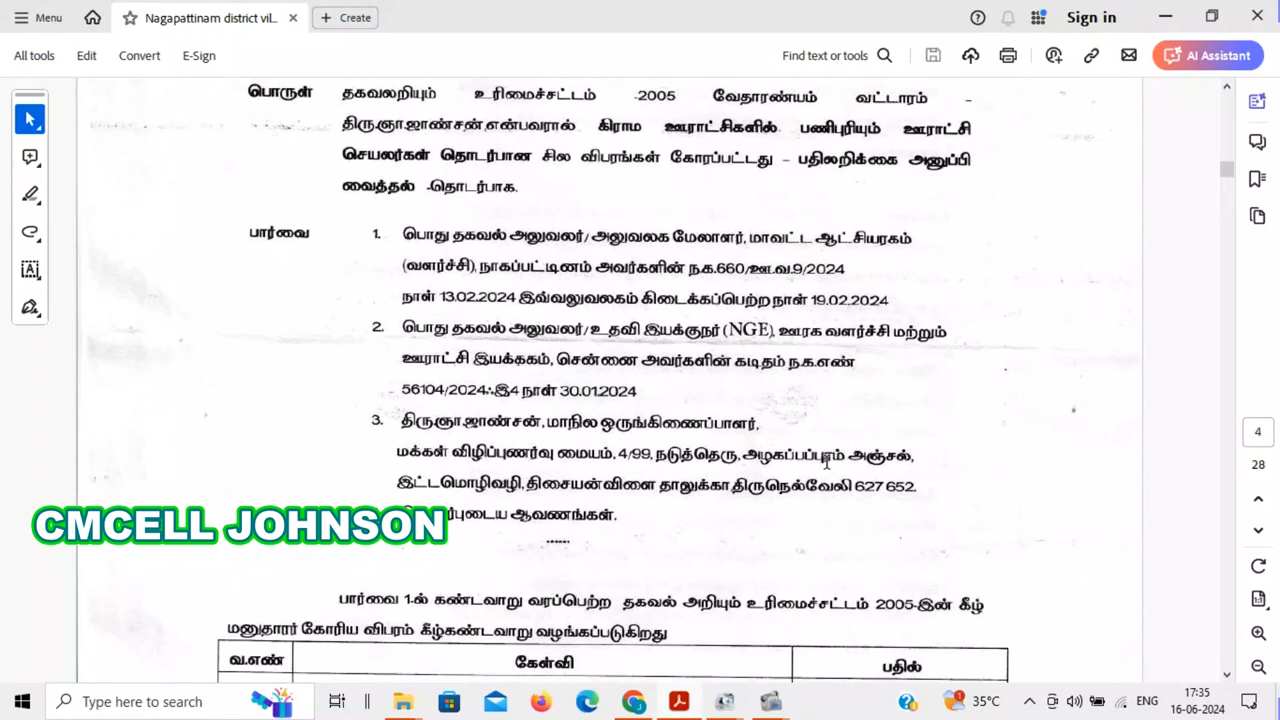 Menu
Nagapattinam district vil...
Create
Sign in
All tools
Edit
Convert
E-Sign
Find text or tools
AI Assistant
பொருள் தகவலறியும் உரிமைச்சட்டம் -2005 வேதாரண்யம் வட்டாரம் -
திரு.ஞா.ஜாண்சன்,என்பவரால் கிராம ஊராட்சிகளில் பணிபுரியும் ஊராட்சி
செயலர்கள் தொடர்பான சில விபரங்கள் கோரப்பட்டது - பதிலறிக்கை அனுப்பி
வைத்தல் -தொடர்பாக.
பார்வை 1. பொது தகவல் அலுவலர்/அலுவலக மேலாளர், மாவட்ட ஆட்சியரகம்
(வளர்ச்சி), நாகப்பட்டினம் அவர்களின் ந.க.660/ஊ.வ.9/2024
நாள் 13.02.2024 இவ்வலுவலகம் கிடைக்கப்பெற்ற நாள் 19.02.2024
2. பொது தகவல் அலுவலர்/உதவி இயக்குநர் (NGE), ஊரக வளர்ச்சி மற்றும்
ஊராட்சி இயக்ககம், சென்னை அவர்களின் கடிதம் ந.க.எண்
56104/2024ஃஇ4 நாள் 30.01.2024
3. திரு.ஞா.ஜாண்சன், மாநில ஒருங்கிணைப்பாளர்,
மக்கள் விழிப்புணர்வு மையம், 4/99, நடுத்தெரு, அழகப்பப்புரம் அஞ்சல்,
இட்டமொழிவழி, திசையன்விளை தாலுக்கா,திருநெல்வேலி 627 652.
ஆவணங்கள்.
......
CMCELL JOHNSON
பார்வை 1-ல் கண்டவாறு வரப்பெற்ற தகவல் அறியும் உரிமைச்சட்டம் 2005-இன் கீழ்
மனுதாரர் கோரிய விபரம் கீழ்கண்டவாறு வழங்கப்படுகிறது
வ.எண் கேள்வி பதில்
4
28
Type here to search
35°C
ENG
17:35
16-06-2024